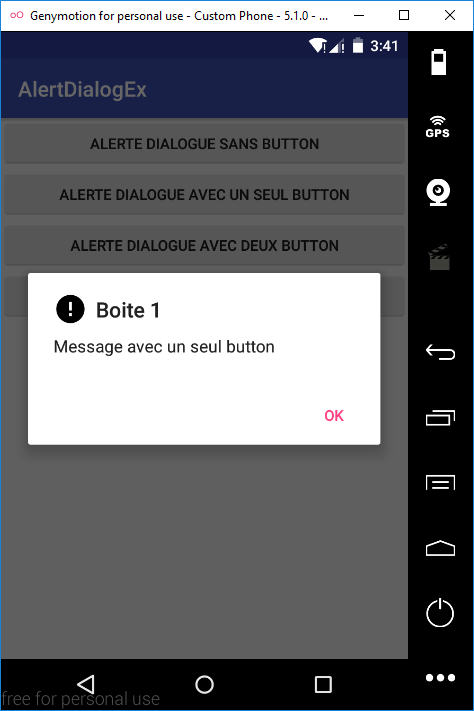 Genymotion for personal use - Custom Phone - 5.1.0 - ...
3:41
AlertDialogEx
GPS
ALERTE DIALOGUE SANS BUTTON
ALERTE DIALOGUE AVEC UN SEUL BUTTON
ALERTE DIALOGUE AVEC DEUX BUTTON
Boite 1
Message avec un seul button
OK
free for personal use